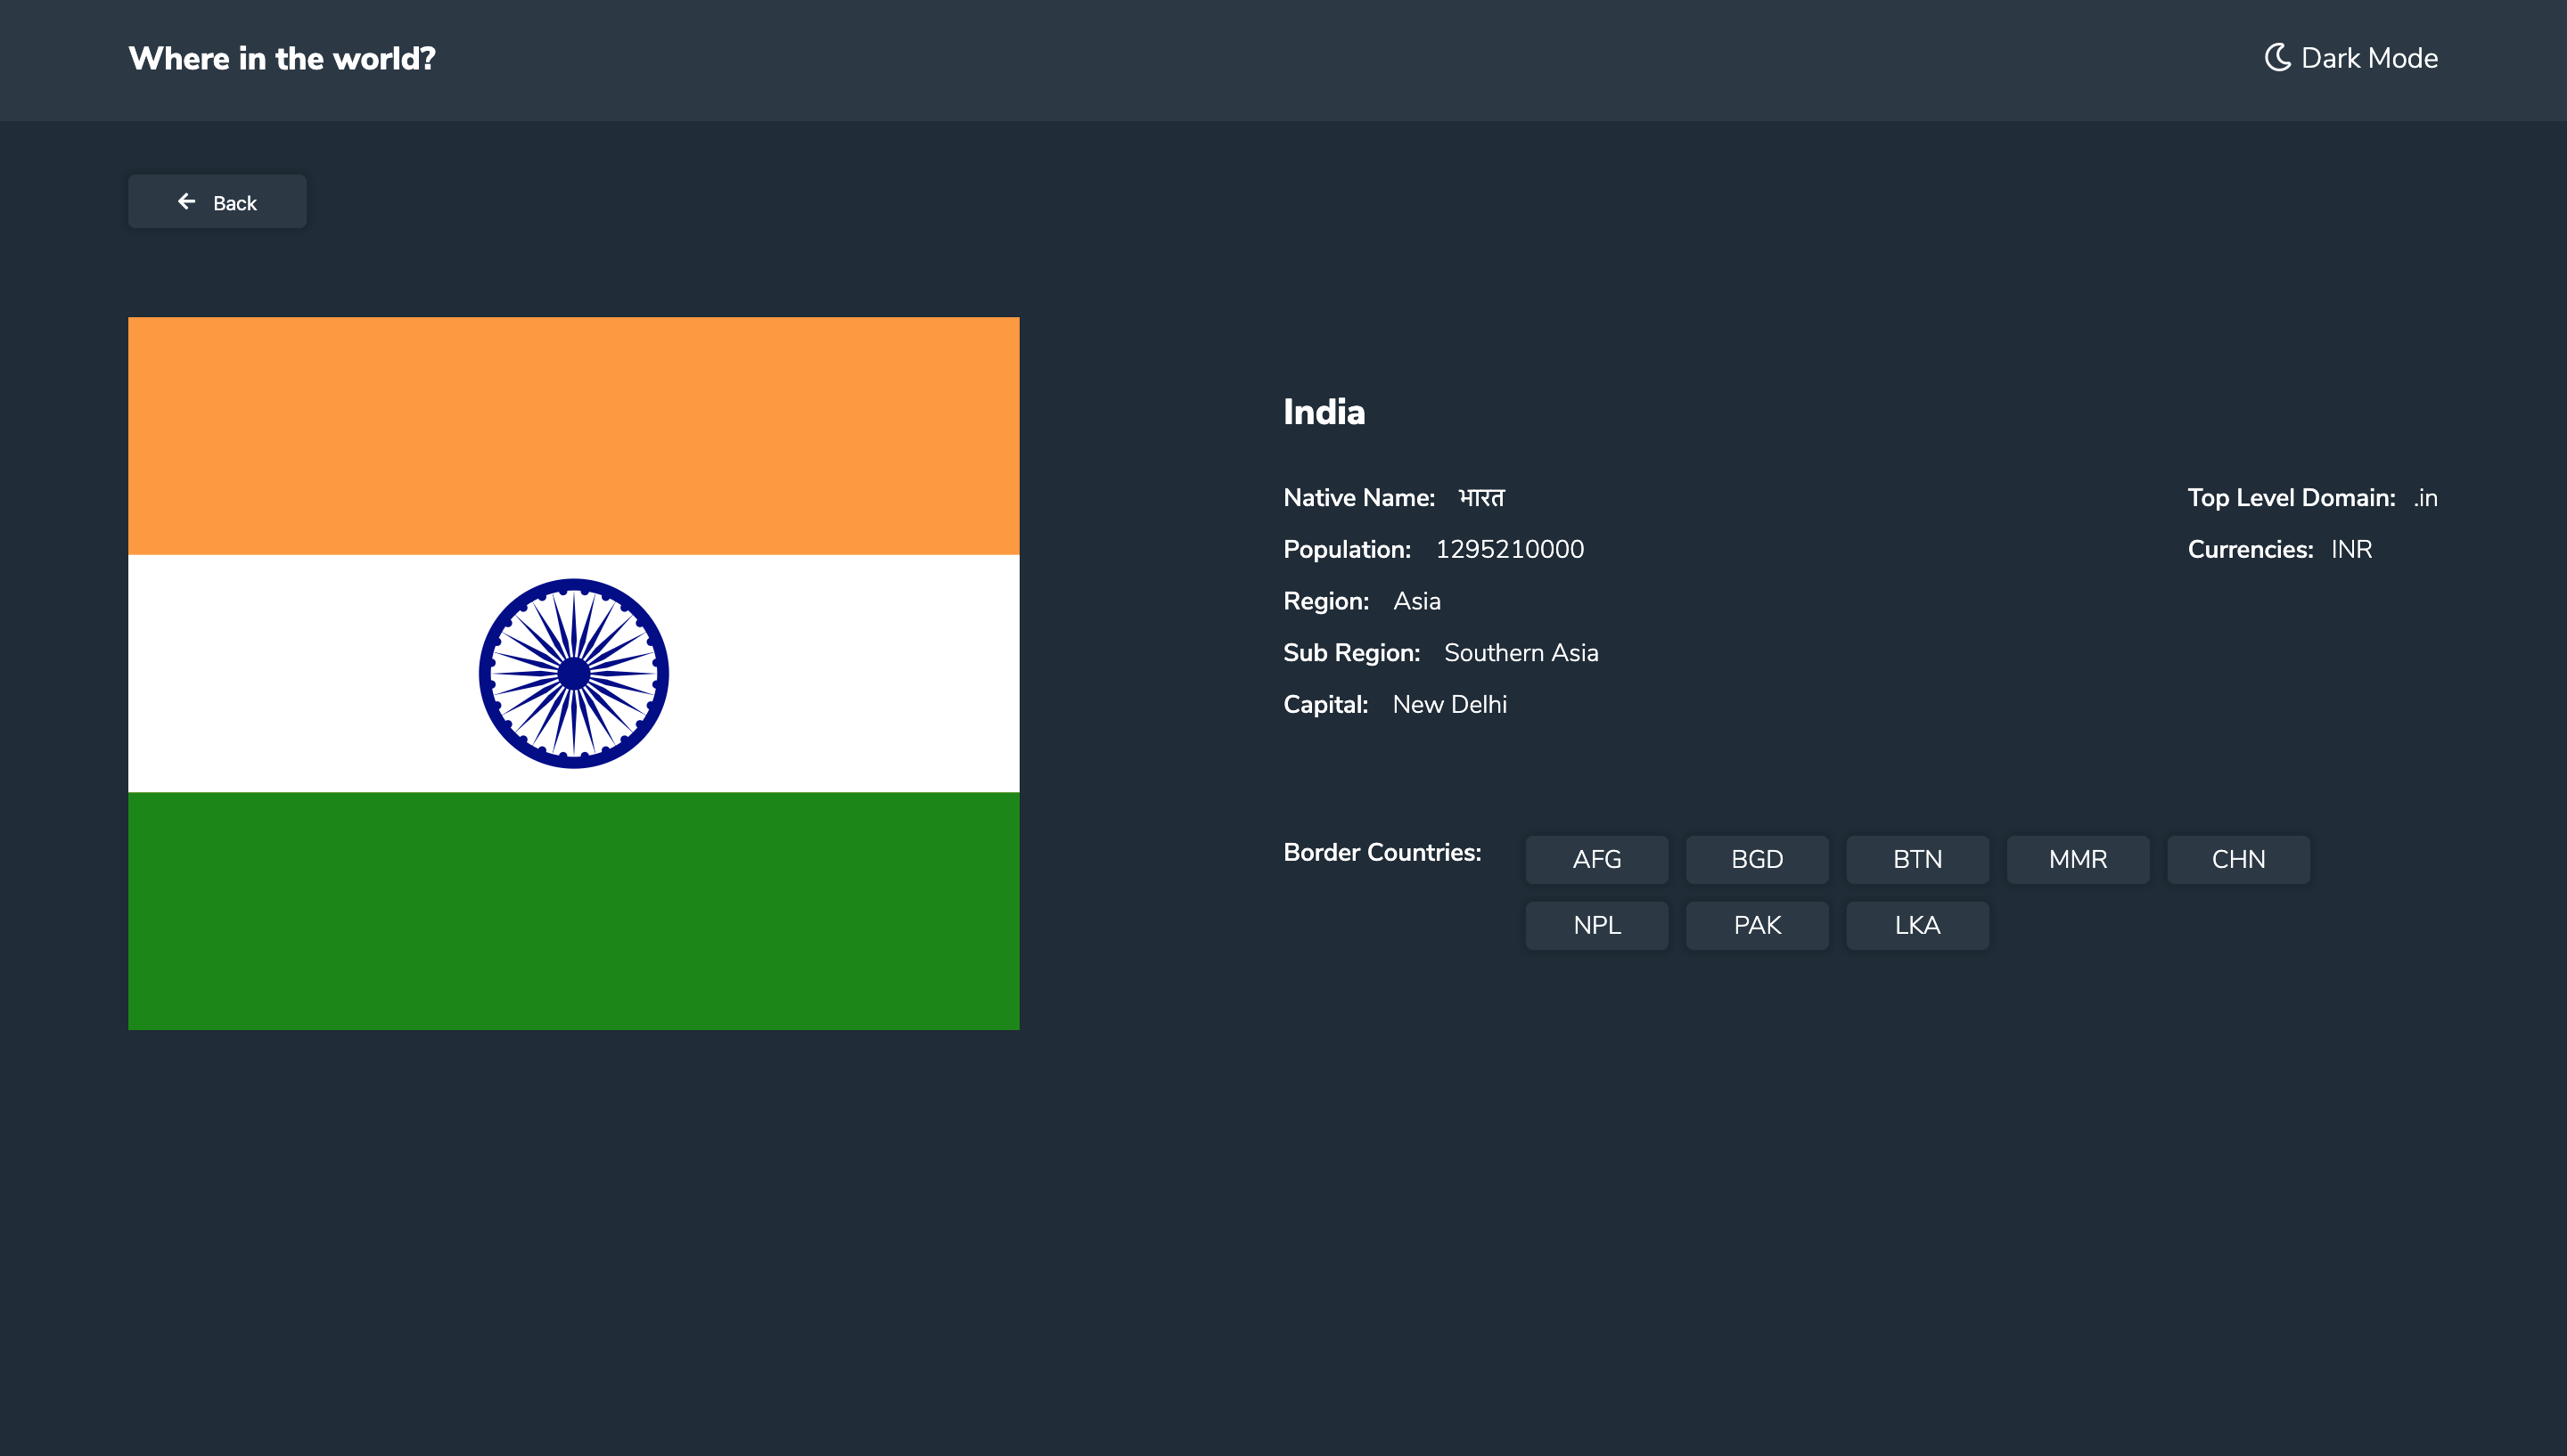 Where in the world?
Dark Mode
Back
India
Native Name: भारत
Population: 1295210000
Region: Asia
Sub Region: Southern Asia
Capital: New Delhi
Top Level Domain: .in
Currencies: INR
Border Countries: AFG BGD BTN MMR CHN
NPL PAK LKA